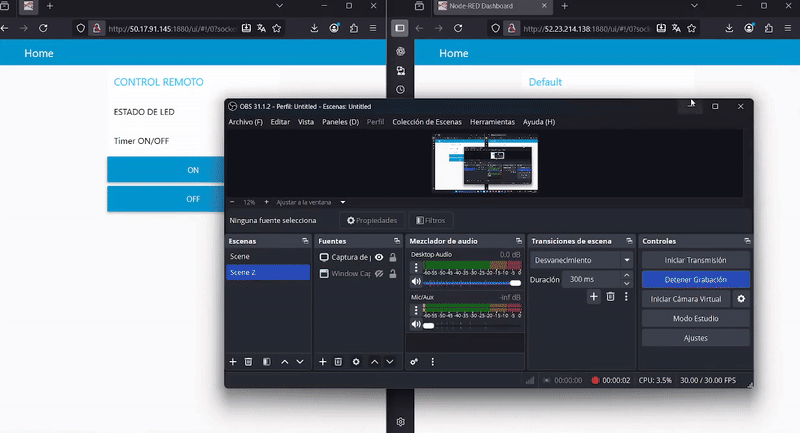 Node-RED Dashboard
http://50.17.91.145:1880/ui/#!/0?socke
http://52.23.214.138:1880/ui/#!/0?sock
Home
Home
CONTROL REMOTO
Default
ESTADO DE LED
Timer ON/OFF
ON
OFF
OBS 31.1.2 - Perfil: Untitled - Escenas: Untitled
Archivo (F) Editar Vista Paneles (D) Perfil Colección de Escenas Herramientas Ayuda (H)
12% Ajustar a la ventana
Ninguna fuente selecciona Propiedades Filtros
Escenas Fuentes Mezclador de audio Transiciones de escena Controles
Scene
Scene 2
Captura de p
Window Cap
Desktop Audio 0.0 dB
-60 -55 -50 -45 -40 -35 -30 -25 -20 -15 -10 -5 0
Mic/Aux -inf dB
-60 -55 -50 -45 -40 -35 -30 -25 -20 -15 -10 -5 0
Desvanecimiento
Duración 300 ms
Iniciar Transmisión
Detener Grabación
Iniciar Cámara Virtual
Modo Estudio
Ajustes
00:00:00 00:00:02 CPU: 3.5% 30.00 / 30.00 FPS